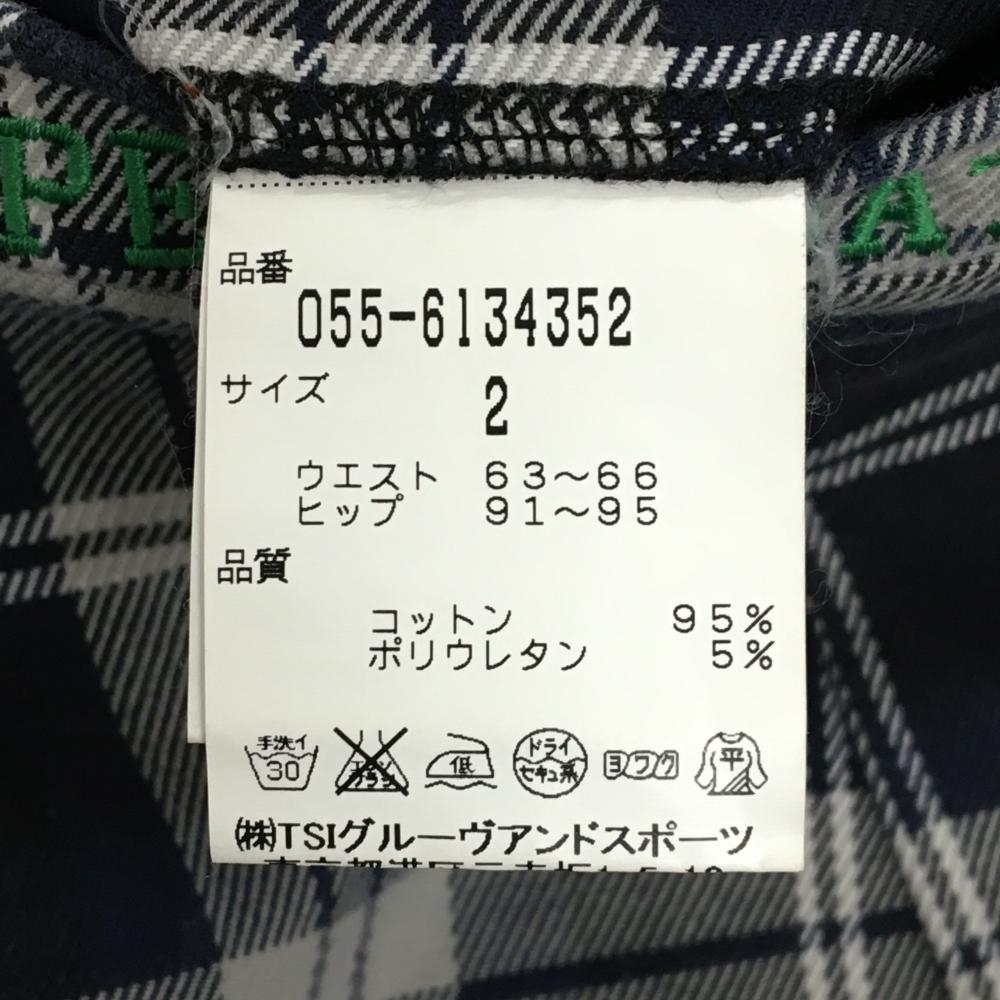 PE
AT
品番
055-6134352
サイズ
2
ウエスト 63～66
ヒップ 91～95
品質
コットン 95%
ポリウレタン 5%
手洗イ
30
低
ドライ
セキュ系
ヨワク
平
㈱TSIグルーヴアンドスポーツ